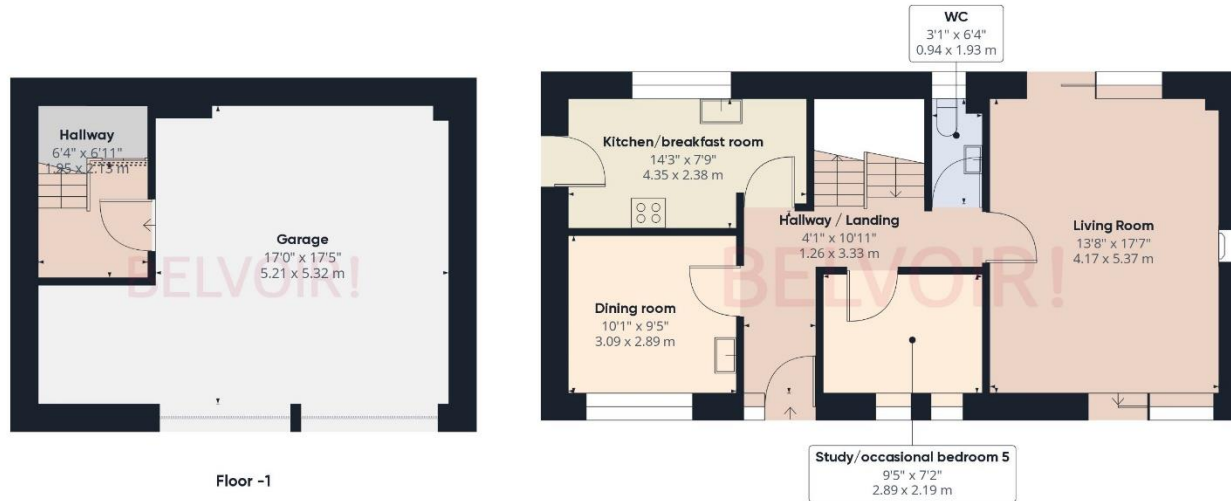 Hallway
6'4" x 6'11"
1.95 x 2.13 m
Garage
17'0" x 17'5"
5.21 x 5.32 m
BELVOIR!
Floor -1
WC
3'1" x 6'4"
0.94 x 1.93 m
Kitchen/breakfast room
14'3" x 7'9"
4.35 x 2.38 m
Hallway / Landing
4'1" x 10'11"
1.26 x 3.33 m
Living Room
13'8" x 17'7"
4.17 x 5.37 m
BELVOIR!
Dining room
10'1" x 9'5"
3.09 x 2.89 m
Study/occasional bedroom 5
9'5" x 7'2"
2.89 x 2.19 m